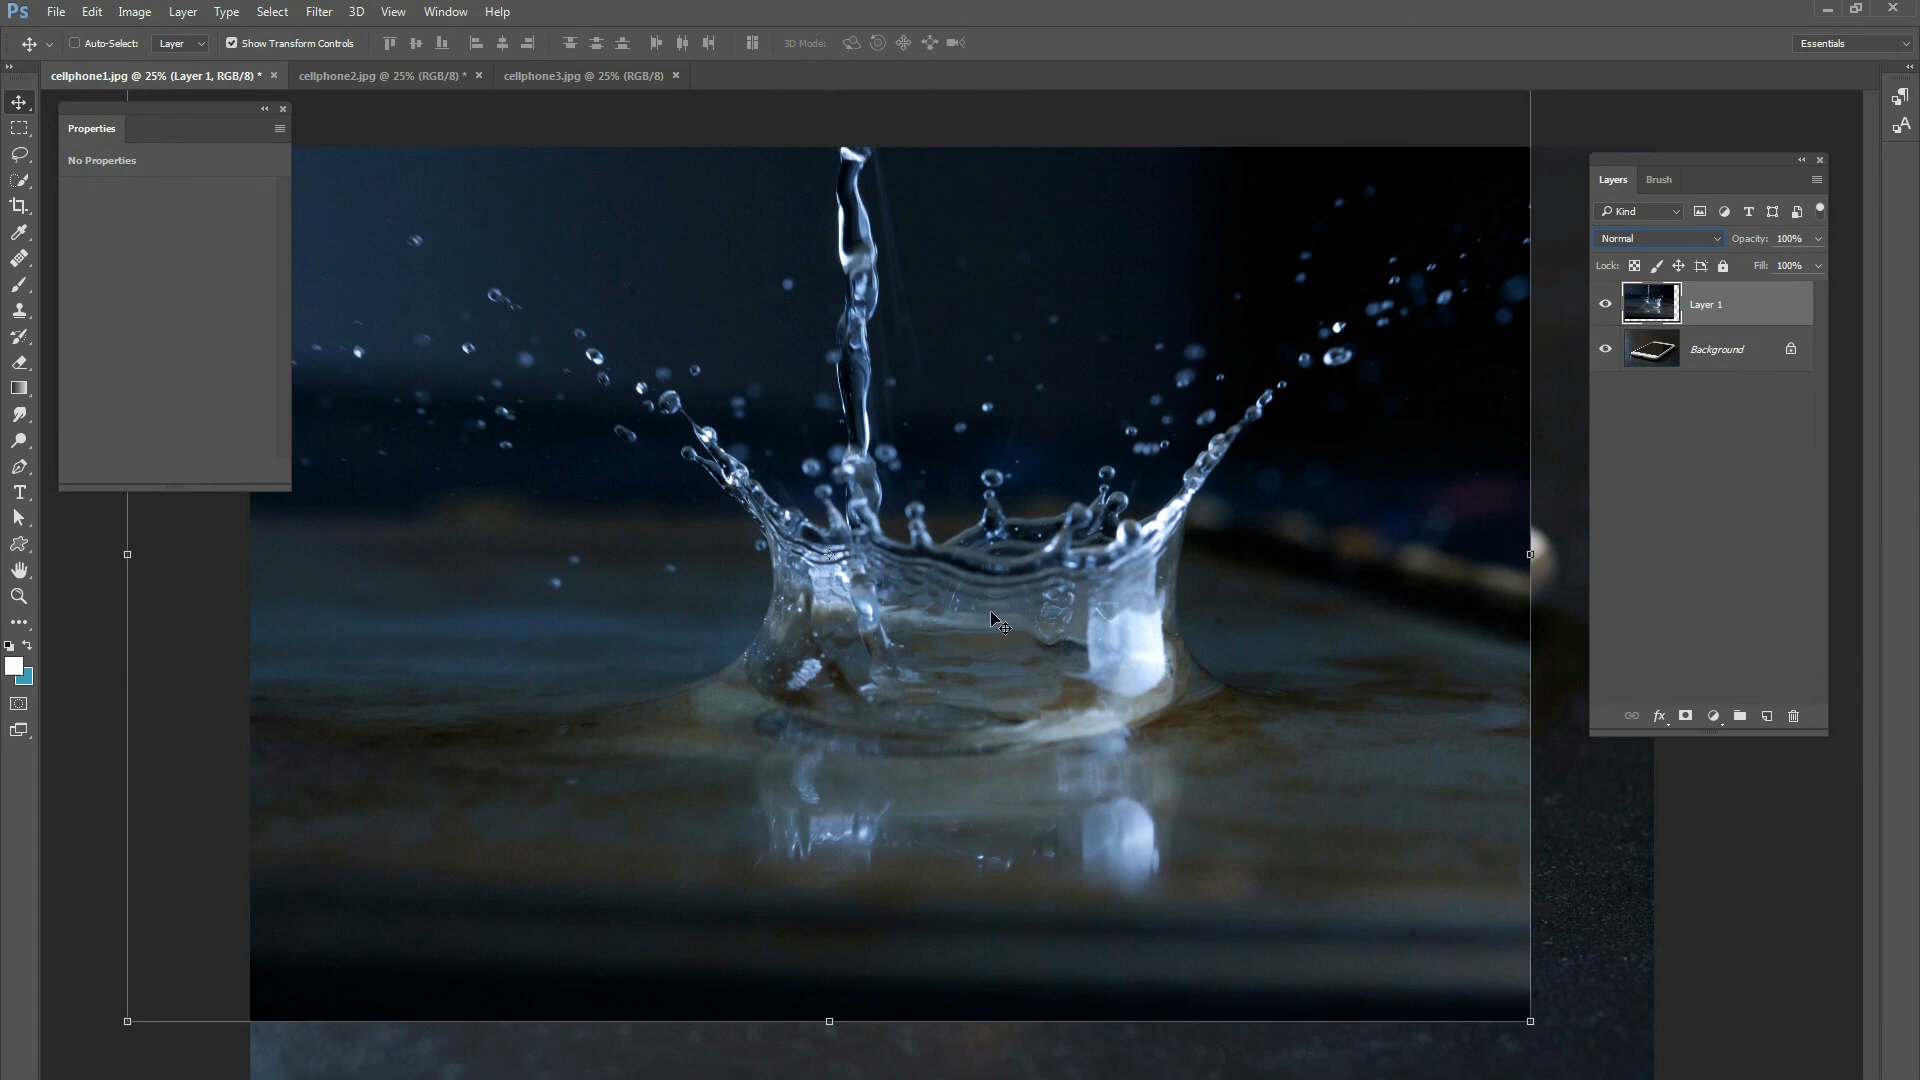 Ps File Edit Image Layer Type Select Filter 3D View Window Help
Auto-Select: Layer Show Transform Controls 3D Mode: Essentials
cellphone1.jpg @ 25% (Layer 1, RGB/8) * cellphone2.jpg @ 25% (RGB/8) * cellphone3.jpg @ 25% (RGB/8)
Properties
No Properties
Layers Brush
Kind
Normal Opacity: 100%
Lock: Fill: 100%
Layer 1
Background
fx